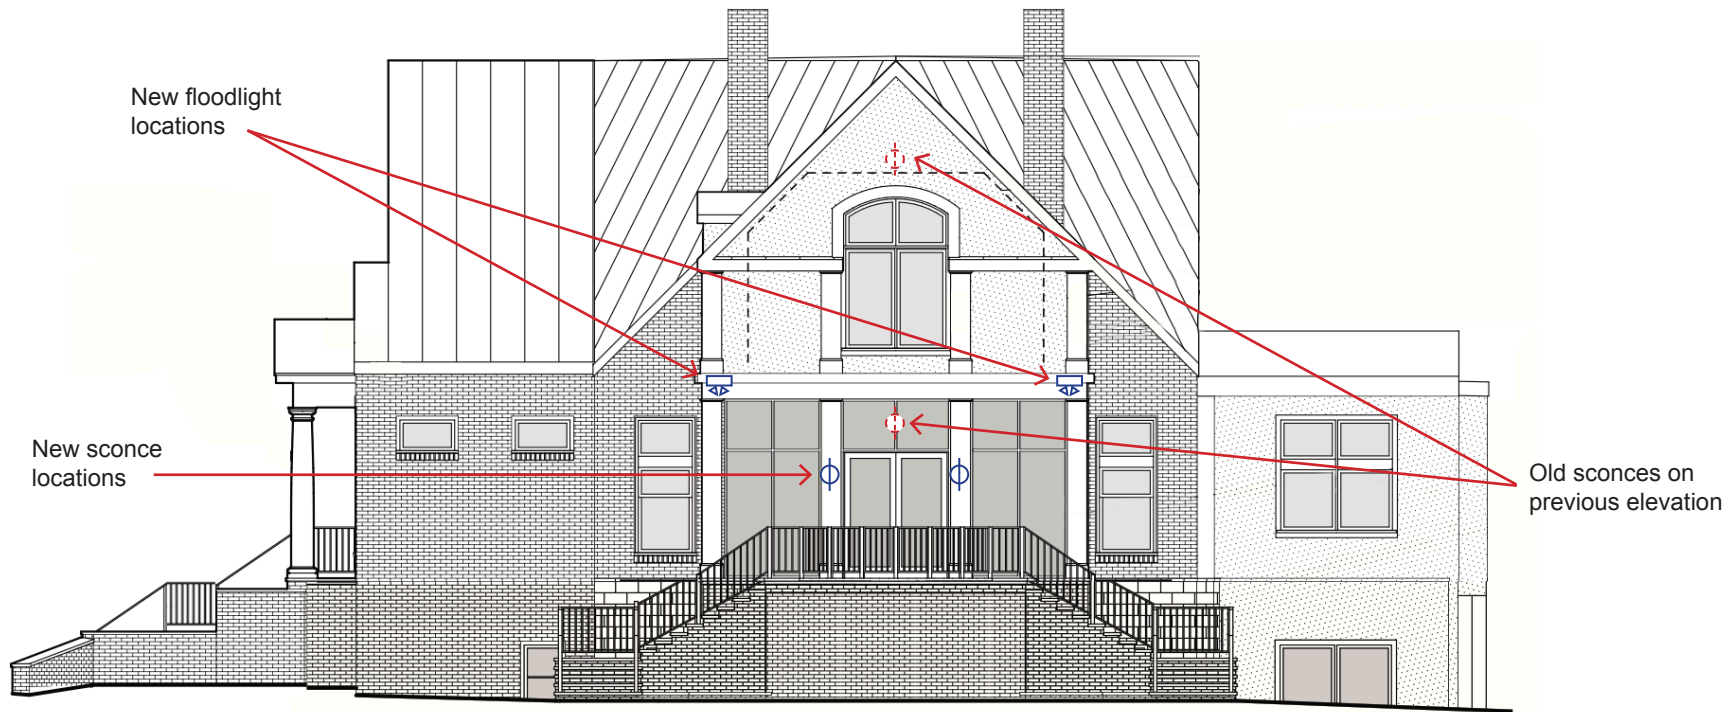 New floodlight
locations
New sconce
locations
Old sconces on
previous elevation